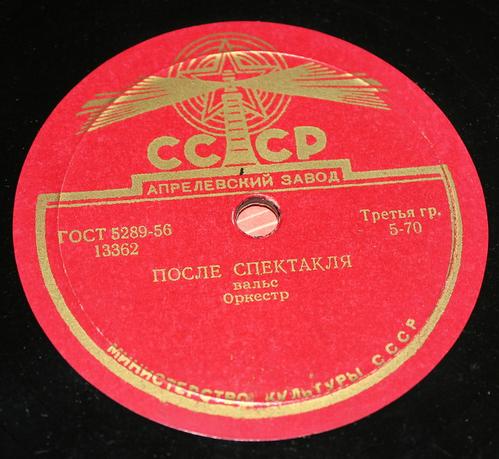 СССР
АПРЕЛЕВСКИЙ ЗАВОД
ГОСТ 5289-56
13362
Третья гр.
5-70
ПОСЛЕ СПЕКТАКЛЯ
вальс
Оркестр
МИНИСТЕРСТВО КУЛЬТУРЫ СССР